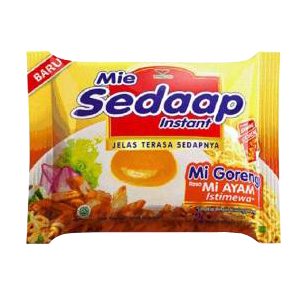 BARU
Mie
Sedaap
Instant
JELAS TERASA SEDAPNYA
Mi Goreng
Rasa
Mi AYAM
Istimewa